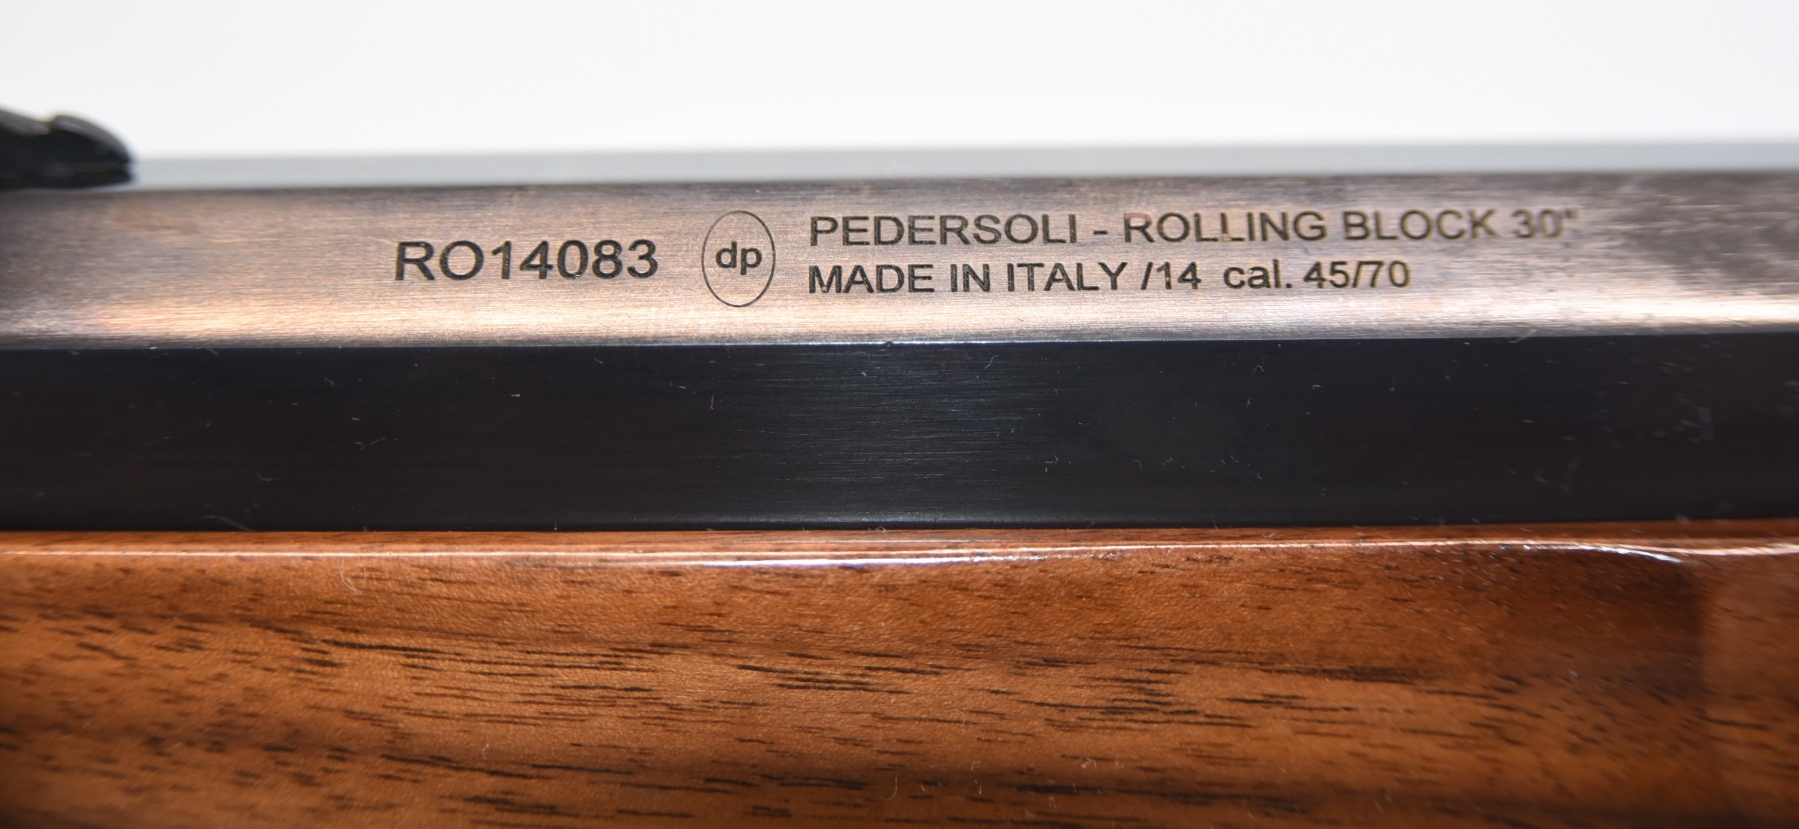 RO14083
dp
PEDERSOLI - ROLLING BLOCK 30"
MADE IN ITALY /14 cal. 45/70